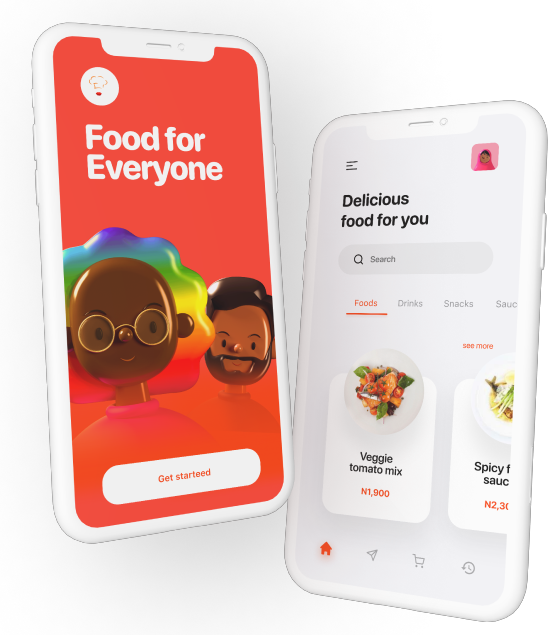 Food for
Everyone
Get starteed
Delicious
food for you
Search
Foods Drinks Snacks Sauc
see more
Veggie
tomato mix
N1,900
Spicy f
sauc
N2,30